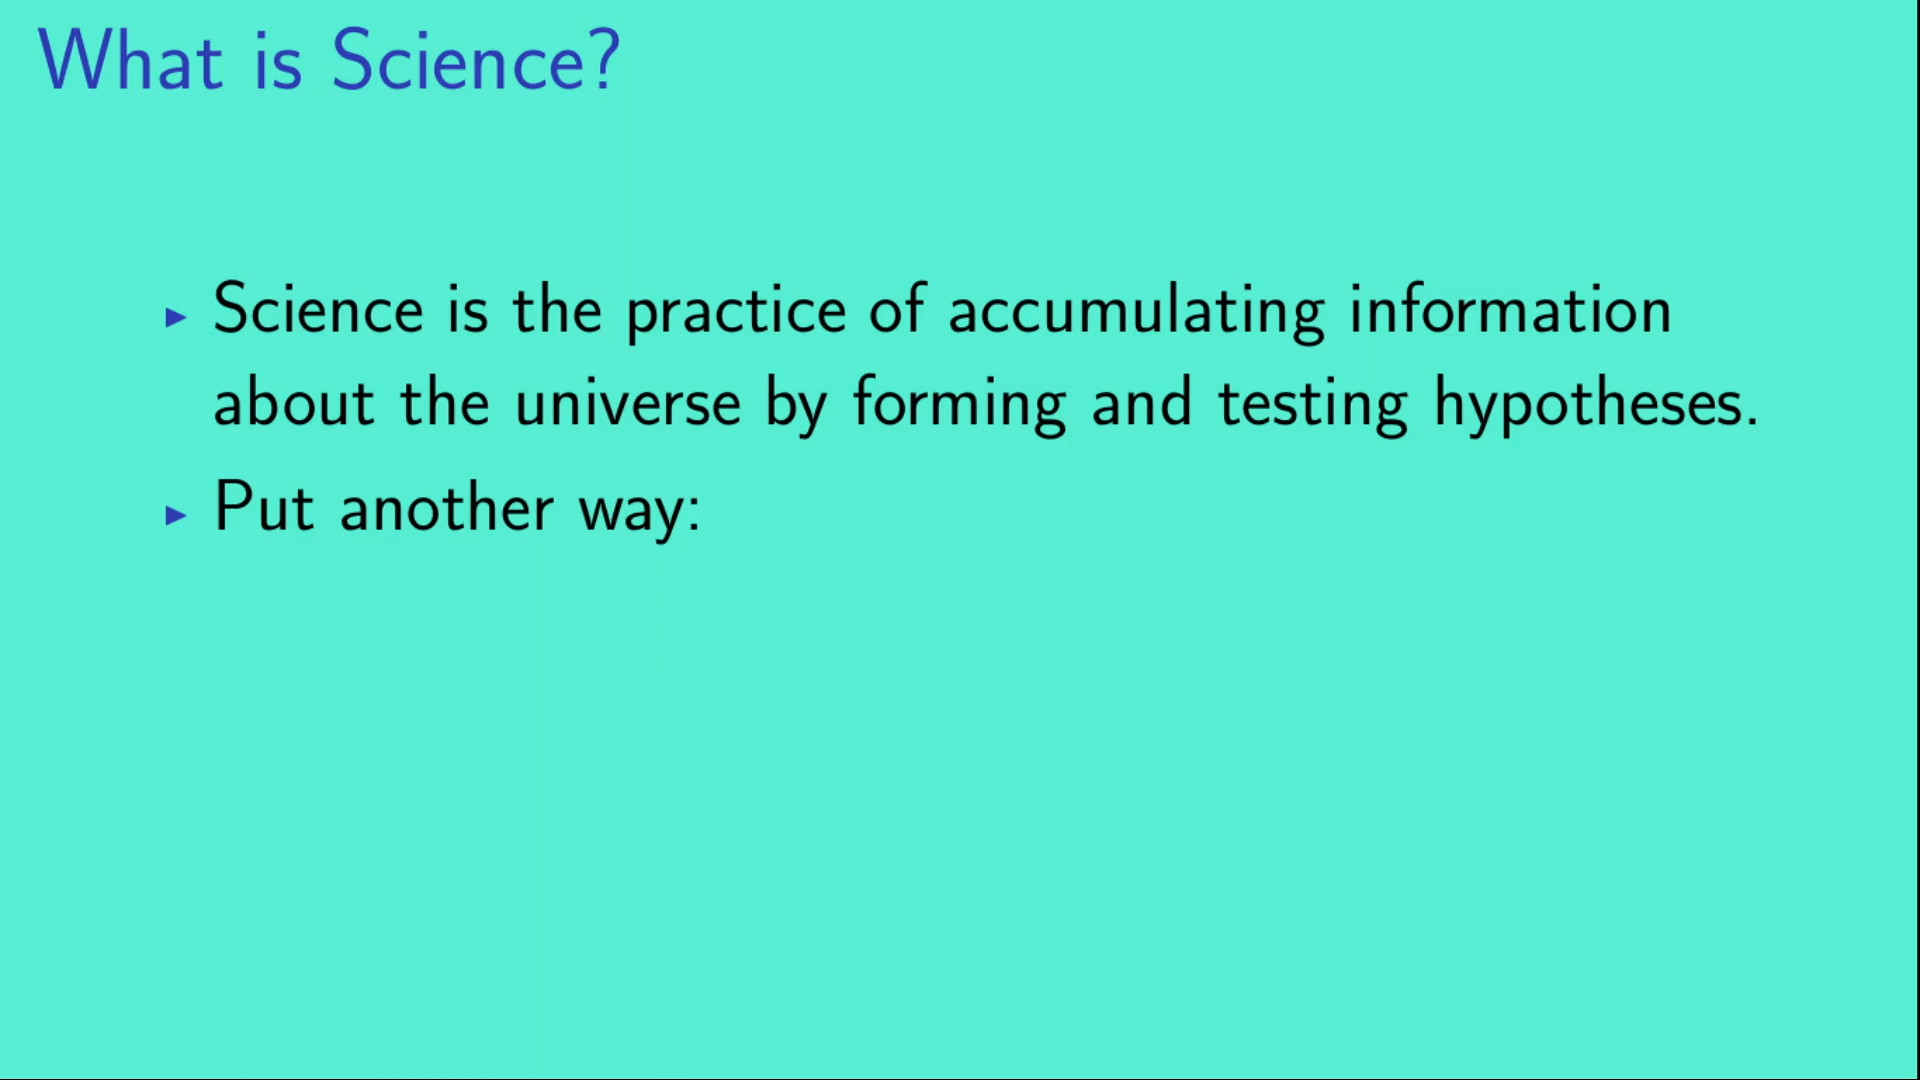 What is Science?
▸ Science is the practice of accumulating information
about the universe by forming and testing hypotheses.
▸ Put another way: